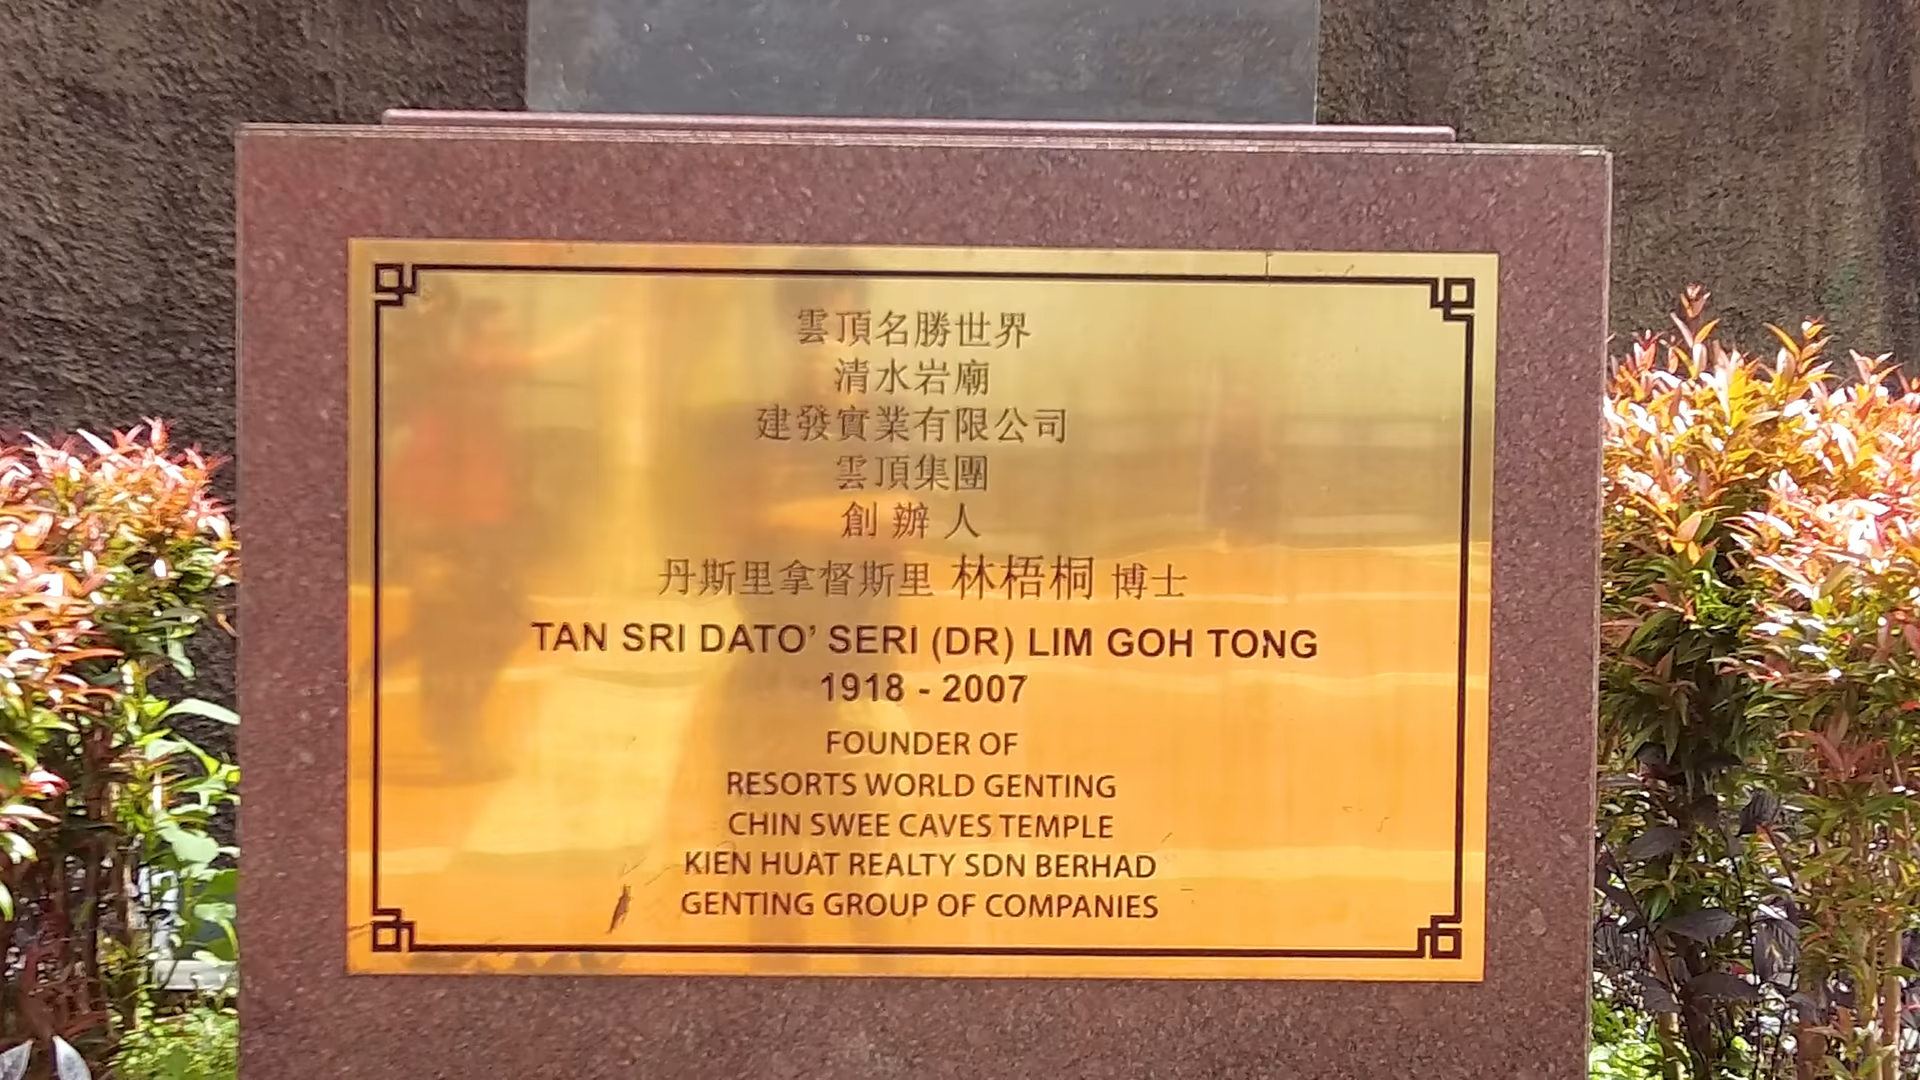 雲頂名勝世界
清水岩廟
建發實業有限公司
雲頂集團
創辦人
丹斯里拿督斯里 林梧桐 博士
TAN SRI DATO’ SERI (DR) LIM GOH TONG
1918 - 2007
FOUNDER OF
RESORTS WORLD GENTING
CHIN SWEE CAVES TEMPLE
KIEN HUAT REALTY SDN BERHAD
GENTING GROUP OF COMPANIES